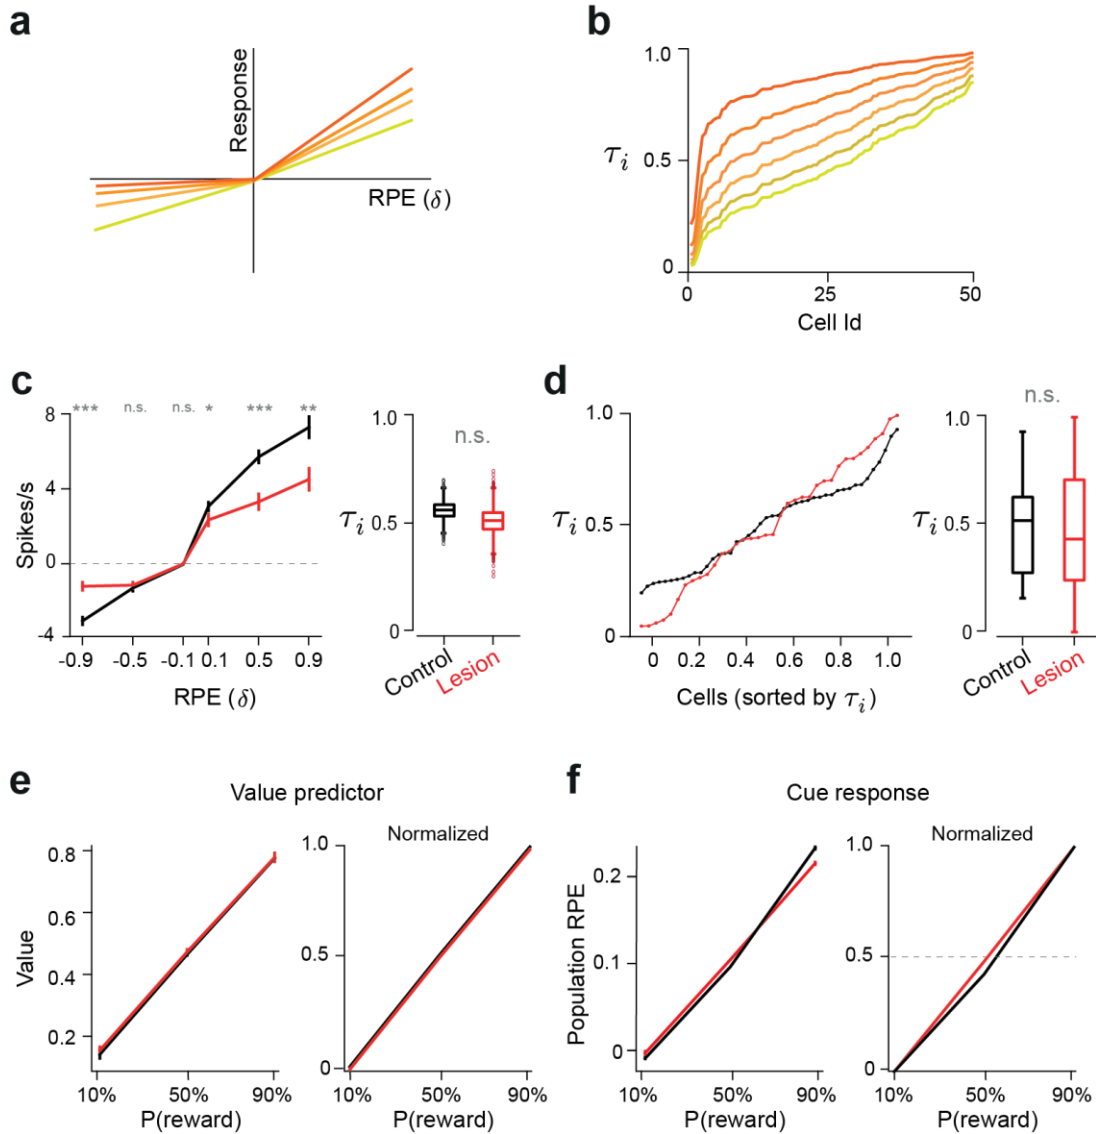 a
Response
RPE (δ)
b
1.0
0.5
0
τi
0
25
50
Cell Id
c
***
n.s.
n.s.
*
***
**
8
4
0
-4
Spikes/s
-0.9
-0.5
-0.1
0.1
0.5
0.9
RPE (δ)
1.0
0.5
0
τi
n.s.
Control
Lesion
d
1.0
0.5
0
τi
0
0.2
0.4
0.6
0.8
1.0
Cells (sorted by τi)
n.s.
1.0
0.5
0
τi
Control
Lesion
e
Value predictor
0.8
0.6
0.4
0.2
Value
10%
50%
90%
P(reward)
Normalized
1.0
0.5
0
10%
50%
90%
P(reward)
f
Cue response
0.2
0.1
0
Population RPE
10%
50%
90%
P(reward)
Normalized
1.0
0.5
0
10%
50%
90%
P(reward)